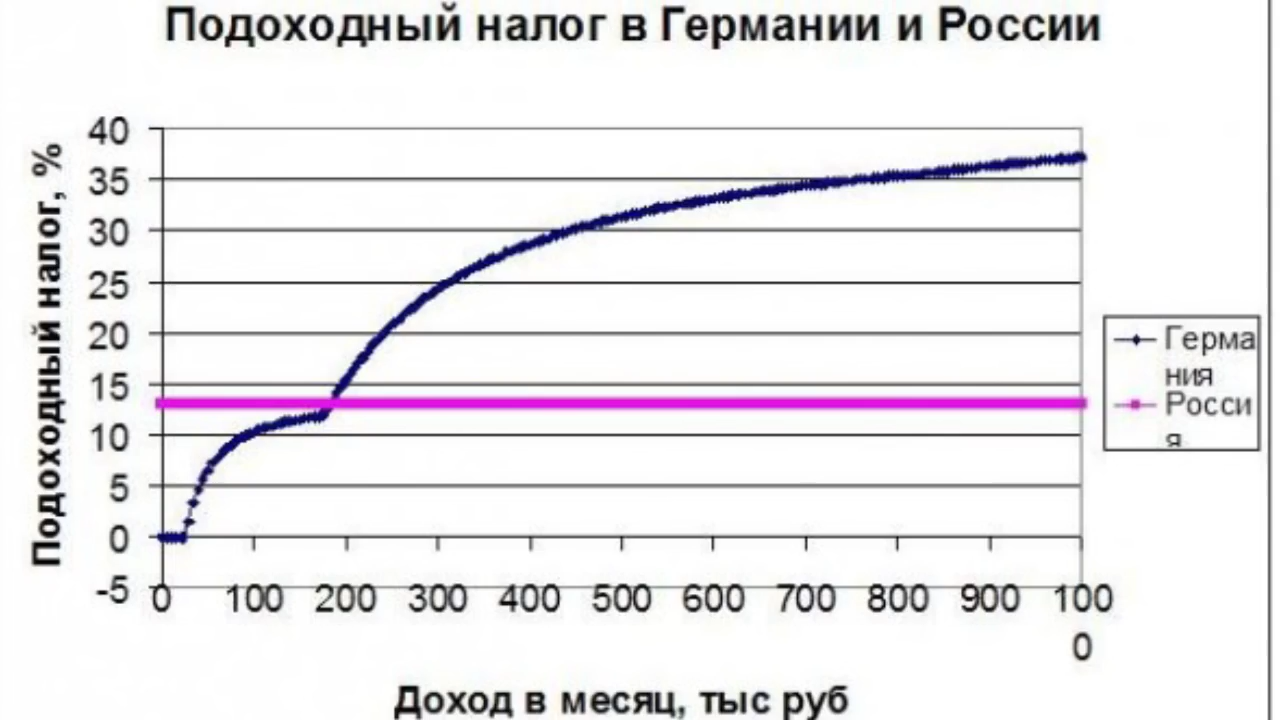 Подоходный налог в Германии и России
Подоходный налог, %
40
35
30
25
20
15
10
5
0
-5
0 100 200 300 400 500 600 700 800 900 100
0
Доход в месяц, тыс руб
Герма
ния
Росси
я